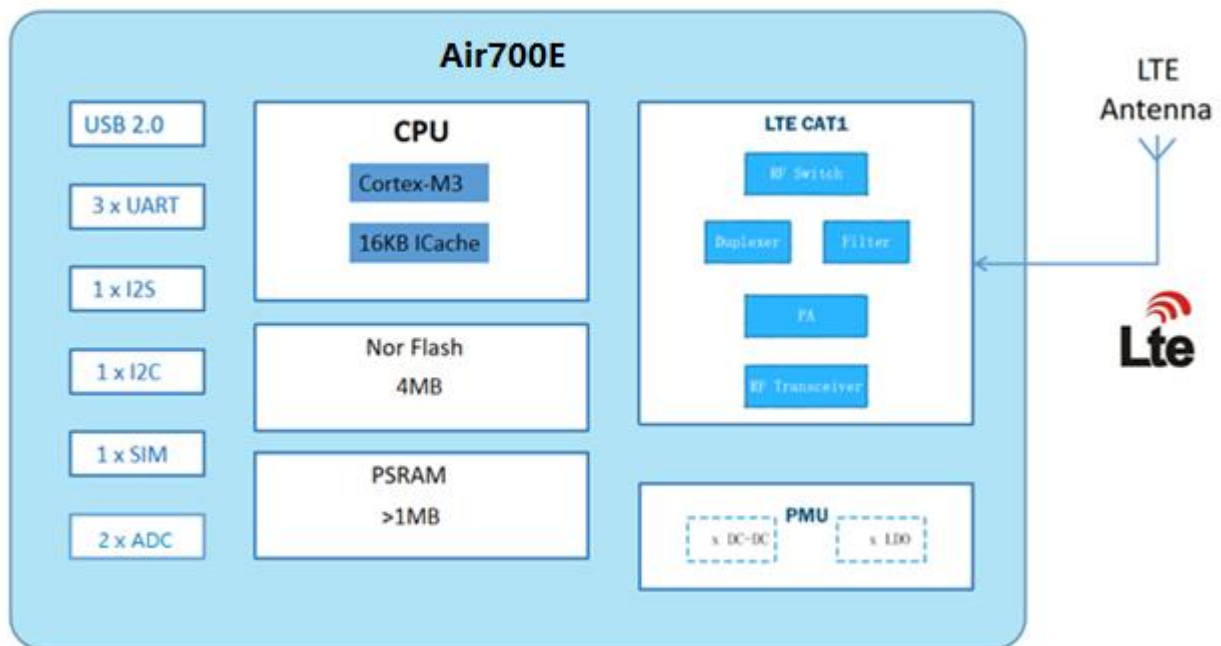 Air700E
USB 2.0
3 x UART
1 x I2S
1 x I2C
1 x SIM
2 x ADC
CPU
Cortex-M3
16KB ICache
Nor Flash
4MB
PSRAM
>1MB
LTE CAT1
RF Switch
Duplexer
Filter
PA
RF Transceiver
PMU
x DC-DC
x LDO
LTE
Antenna
Lte